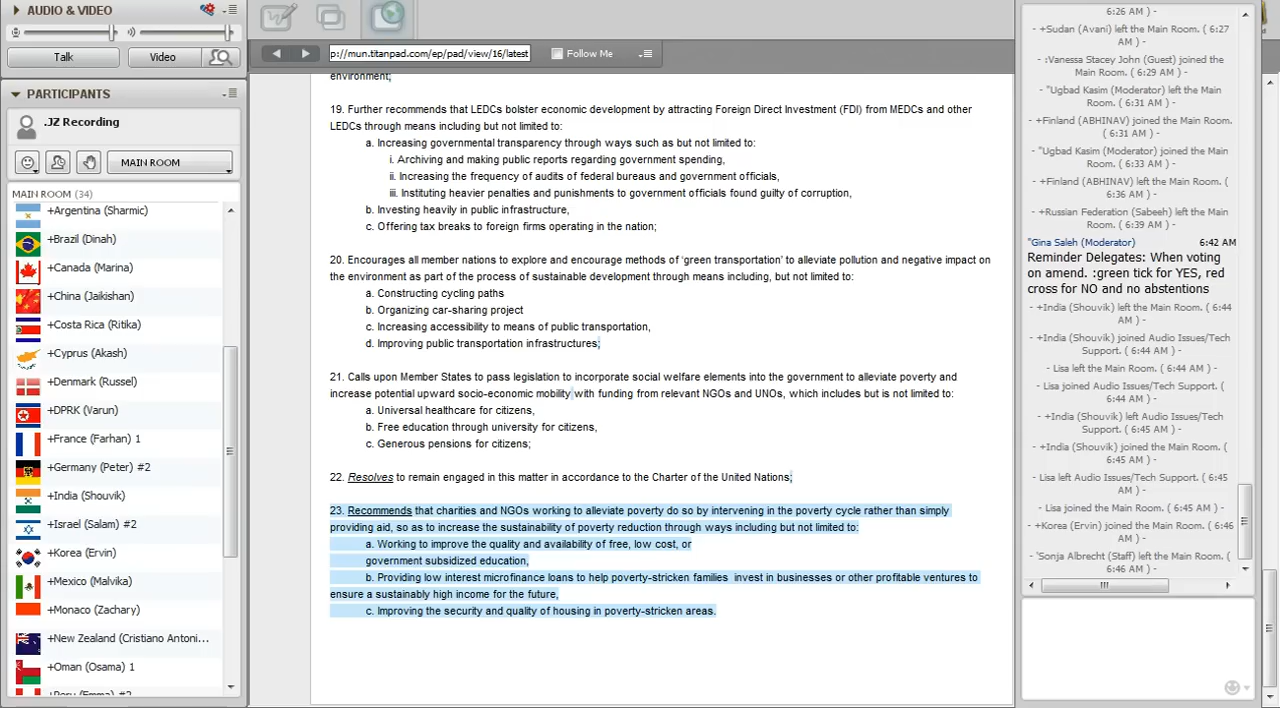 AUDIO & VIDEO
Talk
Video
PARTICIPANTS
.JZ Recording
MAIN ROOM
MAIN ROOM (34)
+Argentina (Sharmic)
+Brazil (Dinah)
+Canada (Marina)
+China (Jaikishan)
+Costa Rica (Ritika)
+Cyprus (Akash)
+Denmark (Russel)
+DPRK (Varun)
+France (Farhan) 1
+Germany (Peter) #2
+India (Shouvik)
+Israel (Salam) #2
+Korea (Ervin)
+Mexico (Malvika)
+Monaco (Zachary)
+New Zealand (Cristiano Antoni...
+Oman (Osama) 1
+Peru (Emma) #2
p://mun.titanpad.com/ep/pad/view/16/latest
Follow Me
environment;
19. Further recommends that LEDCs bolster economic development by attracting Foreign Direct Investment (FDI) from MEDCs and other
LEDCs through means including but not limited to:
a. Increasing governmental transparency through ways such as but not limited to:
i. Archiving and making public reports regarding government spending,
ii. Increasing the frequency of audits of federal bureaus and government officials,
iii. Instituting heavier penalties and punishments to government officials found guilty of corruption,
b. Investing heavily in public infrastructure,
c. Offering tax breaks to foreign firms operating in the nation;
20. Encourages all member nations to explore and encourage methods of 'green transportation' to alleviate pollution and negative impact on
the environment as part of the process of sustainable development through means including, but not limited to:
a. Constructing cycling paths
b. Organizing car-sharing project
c. Increasing accessibility to means of public transportation,
d. Improving public transportation infrastructures;
21. Calls upon Member States to pass legislation to incorporate social welfare elements into the government to alleviate poverty and
increase potential upward socio-economic mobility with funding from relevant NGOs and UNOs, which includes but is not limited to:
a. Universal healthcare for citizens,
b. Free education through university for citizens,
c. Generous pensions for citizens;
22. Resolves to remain engaged in this matter in accordance to the Charter of the United Nations;
23. Recommends that charities and NGOs working to alleviate poverty do so by intervening in the poverty cycle rather than simply
providing aid, so as to increase the sustainability of poverty reduction through ways including but not limited to:
a. Working to improve the quality and availability of free, low cost, or
government subsidized education,
b. Providing low interest microfinance loans to help poverty-stricken families invest in businesses or other profitable ventures to
ensure a sustainably high income for the future,
c. Improving the security and quality of housing in poverty-stricken areas.
6:26 AM ) -
- +Sudan (Avani) left the Main Room. ( 6:27
AM ) -
- :Vanessa Stacey John (Guest) joined the
Main Room. ( 6:29 AM ) -
- "Ugbad Kasim (Moderator) left the Main
Room. ( 6:31 AM ) -
- +Finland (ABHINAV) joined the Main Room.
( 6:31 AM ) -
- "Ugbad Kasim (Moderator) left the Main
Room. ( 6:33 AM ) -
- +Finland (ABHINAV) left the Main Room. (
6:36 AM ) -
- +Russian Federation (Sabeeh) left the Main
Room. ( 6:39 AM ) -
"Gina Saleh (Moderator) 6:42 AM
Reminder Delegates: When voting
on amend. :green tick for YES, red
cross for NO and no abstentions
- +India (Shouvik) left the Main Room. ( 6:44
AM ) -
- +India (Shouvik) joined Audio Issues/Tech
Support. ( 6:44 AM ) -
- Lisa left the Main Room. ( 6:44 AM ) -
- Lisa joined Audio Issues/Tech Support. (
6:44 AM ) -
- +India (Shouvik) left Audio Issues/Tech
Support. ( 6:45 AM ) -
- +India (Shouvik) joined the Main Room. (
6:45 AM ) -
- Lisa left Audio Issues/Tech Support. ( 6:45
AM ) -
- Lisa joined the Main Room. ( 6:45 AM ) -
- +Korea (Ervin) joined the Main Room. ( 6:46
AM ) -
- 'Sonja Albrecht (Staff) left the Main Room.
( 6:46 AM ) -